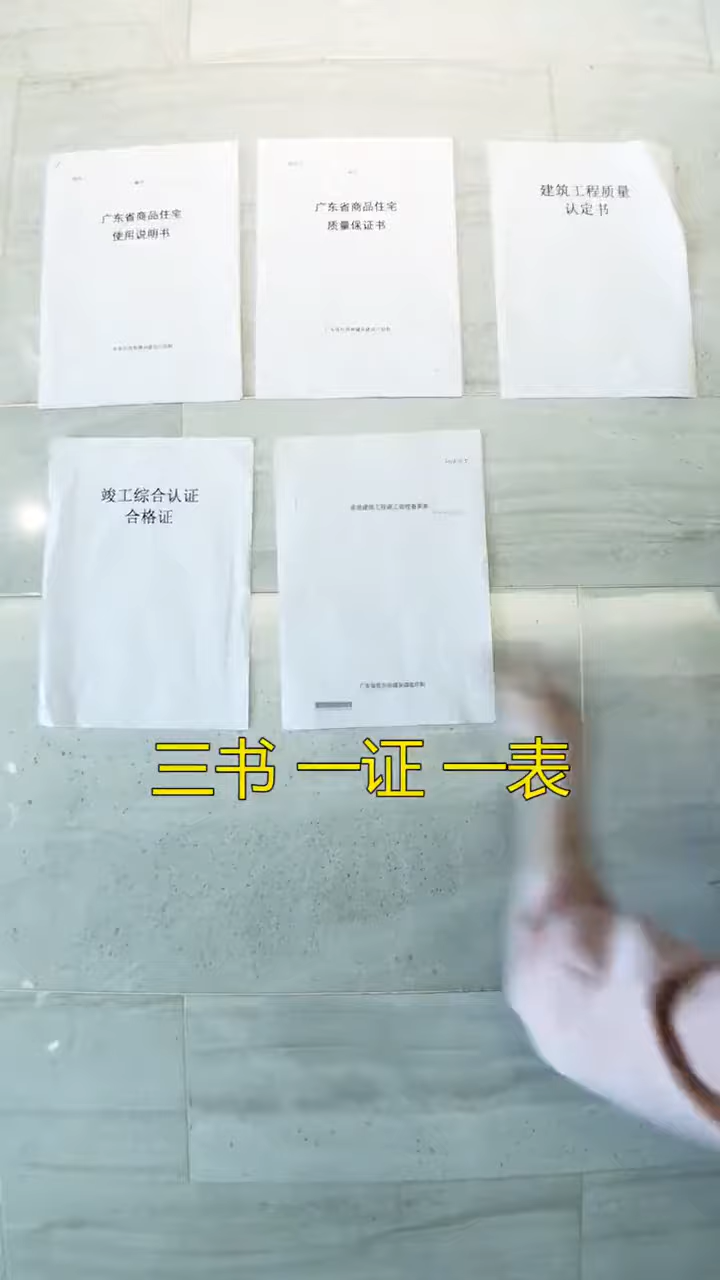 广东省商品住宅
使用说明书
广东省商品住宅
质量保证书
建筑工程质量
认定书
竣工综合认证
合格证
三书 一证 一表